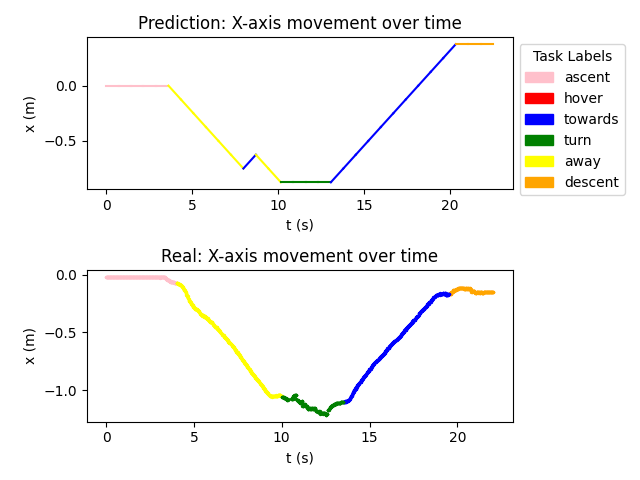 Prediction: X-axis movement over time
x (m)
0.0
−0.5
0
5
10
15
20
t (s)
Task Labels
ascent
hover
towards
turn
away
descent
Real: X-axis movement over time
x (m)
0.0
−0.5
−1.0
0
5
10
15
20
t (s)